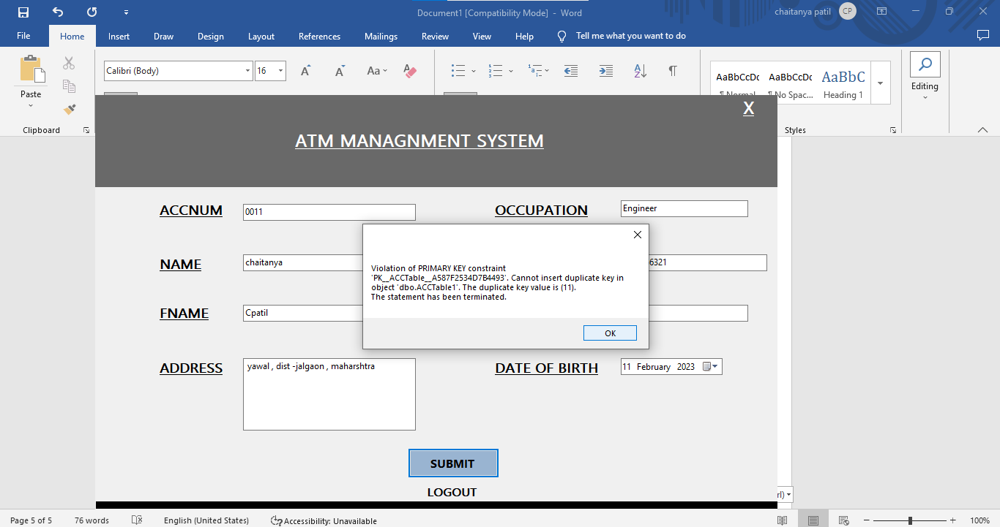 Document1 [Compatibility Mode] - Word
chaitanya patil
CP
File Home Insert Draw Design Layout References Mailings Review View Help Tell me what you want to do
Calibri (Body) 16
Aa
AaBbCcDc AaBbCcDc AaBbC
Paste
¶ Normal ¶ No Spac... Heading 1
Editing
Clipboard
Styles
X
ATM MANAGNMENT SYSTEM
ACCNUM
0011
OCCUPATION
Engineer
NAME
chaitanya
6321
FNAME
Cpatil
Violation of PRIMARY KEY constraint
'PK__ACCTable__A587F2534D7B4493'. Cannot insert duplicate key in
object 'dbo.ACCTable1'. The duplicate key value is (11).
The statement has been terminated.
OK
ADDRESS
yawal , dist -jalgaon , maharshtra
DATE OF BIRTH
11 February 2023
SUBMIT
LOGOUT
rl)
Page 5 of 5 76 words English (United States) Accessibility: Unavailable 100%